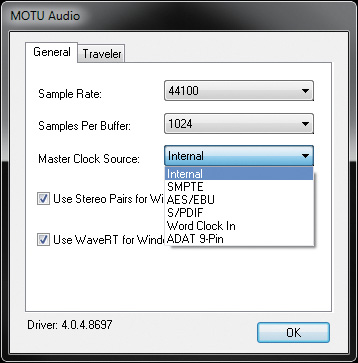 MOTU Audio
General Traveler
Sample Rate: 44100
Samples Per Buffer: 1024
Master Clock Source: Internal
Internal
SMPTE
AES/EBU
S/PDIF
Word Clock In
ADAT 9-Pin
Use Stereo Pairs for Wi
Use WaveRT for Windo
Driver: 4.0.4.8697
OK